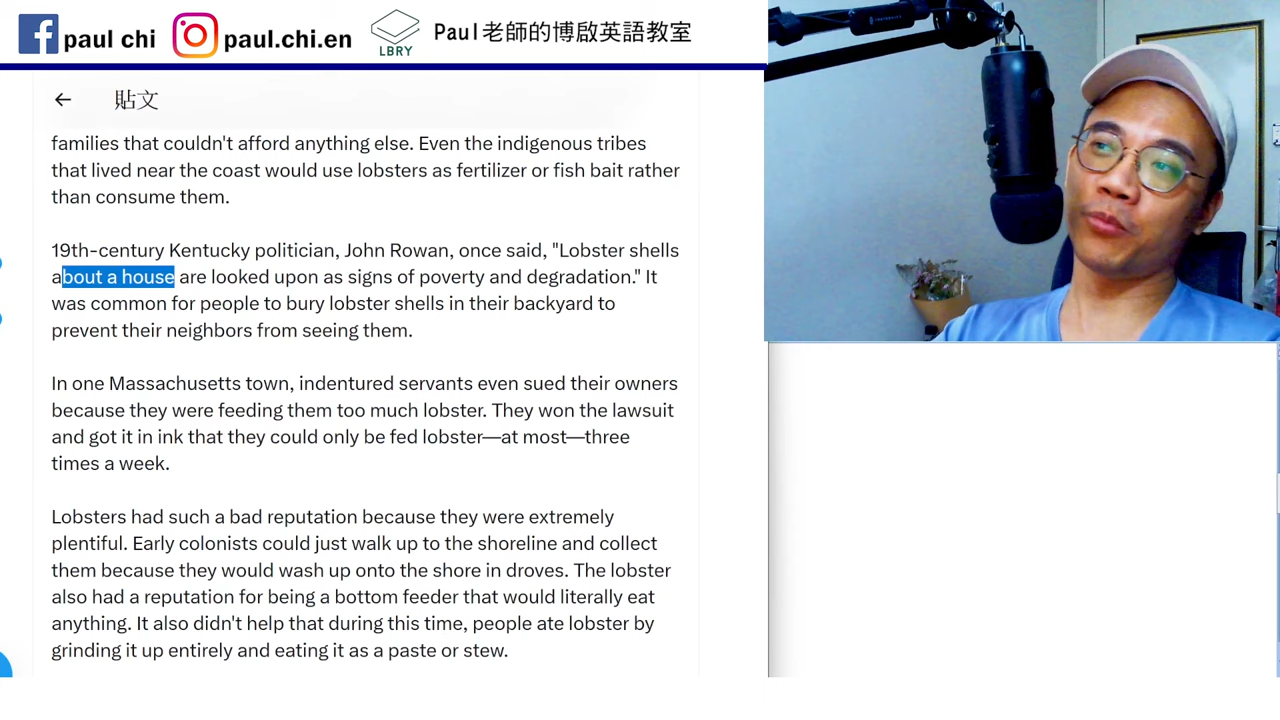 paul chi
paul.chi.en
LBRY
Paul老師的博啟英語教室
貼文
families that couldn't afford anything else. Even the indigenous tribes
that lived near the coast would use lobsters as fertilizer or fish bait rather
than consume them.
19th-century Kentucky politician, John Rowan, once said, "Lobster shells
about a house are looked upon as signs of poverty and degradation." It
was common for people to bury lobster shells in their backyard to
prevent their neighbors from seeing them.
In one Massachusetts town, indentured servants even sued their owners
because they were feeding them too much lobster. They won the lawsuit
and got it in ink that they could only be fed lobster—at most—three
times a week.
Lobsters had such a bad reputation because they were extremely
plentiful. Early colonists could just walk up to the shoreline and collect
them because they would wash up onto the shore in droves. The lobster
also had a reputation for being a bottom feeder that would literally eat
anything. It also didn't help that during this time, people ate lobster by
grinding it up entirely and eating it as a paste or stew.